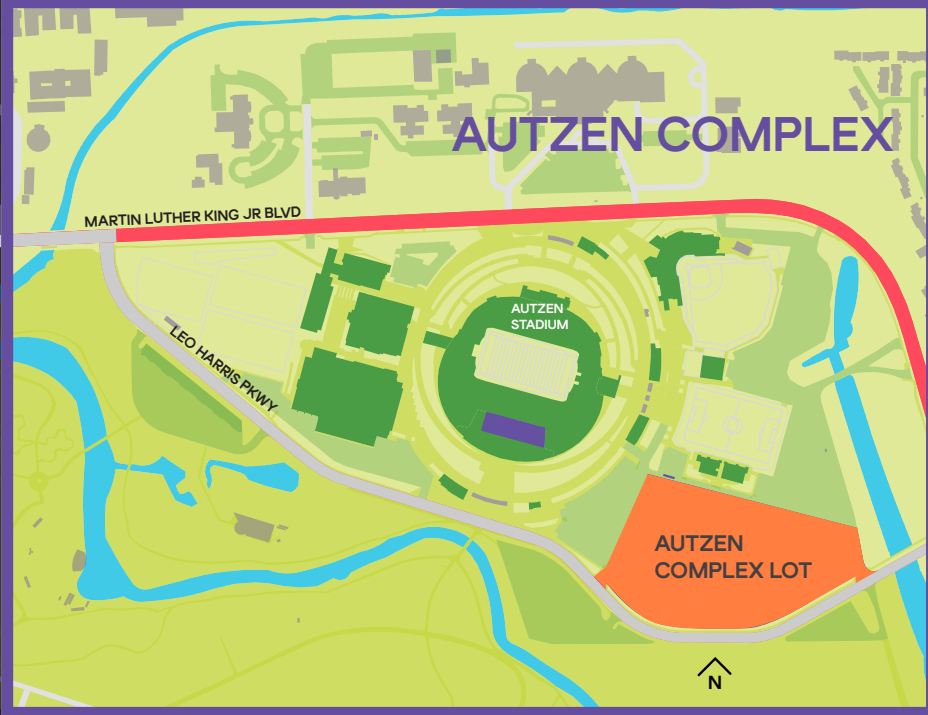 AUTZEN COMPLEX
MARTIN LUTHER KING JR BLVD
AUTZEN
STADIUM
LEO HARRIS PKWY
AUTZEN
COMPLEX LOT
N